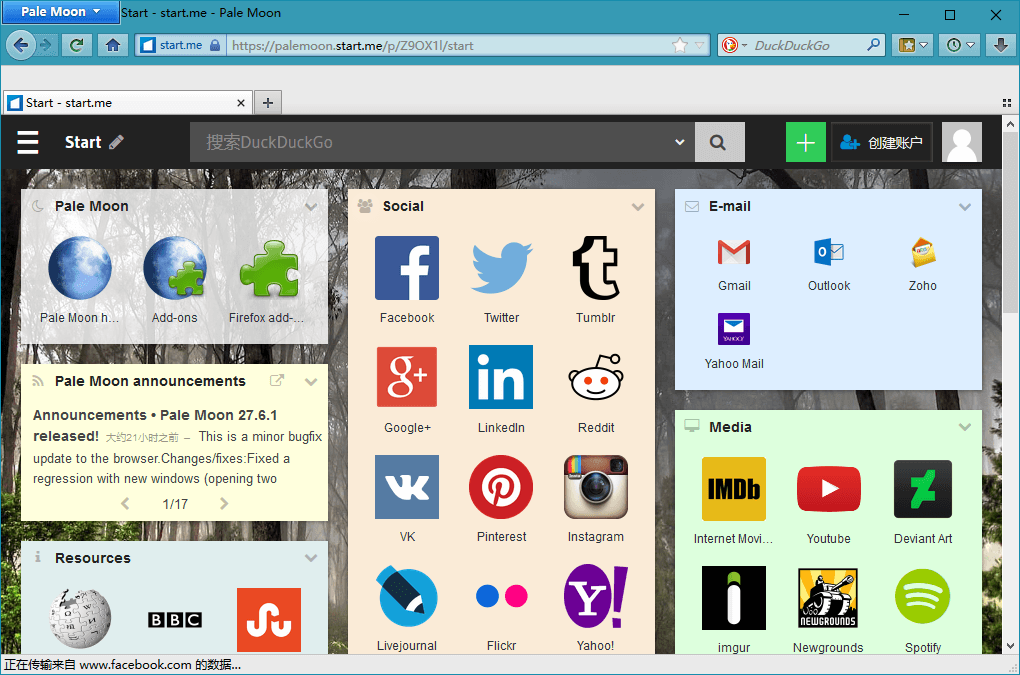 Pale Moon
Start - start.me - Pale Moon
start.me
https://palemoon.start.me/p/Z9OX1l/start
DuckDuckGo
Start - start.me
Start
搜索DuckDuckGo
创建账户
Pale Moon
Pale Moon h...
Add-ons
Firefox add-...
Pale Moon announcements
Announcements • Pale Moon 27.6.1
released! 大约21小时之前 – This is a minor bugfix
update to the browser.Changes/fixes:Fixed a
regression with new windows (opening two
1/17
Resources
BBC
Social
Facebook
Twitter
Tumblr
Google+
LinkedIn
Reddit
VK
Pinterest
Instagram
Livejournal
Flickr
Yahoo!
E-mail
Gmail
Outlook
Zoho
YAHOO!
Yahoo Mail
Media
IMDb
Internet Movi...
Youtube
Deviant Art
NEWGROUNDS
imgur
Newgrounds
Spotify
正在传输来自 www.facebook.com 的数据...